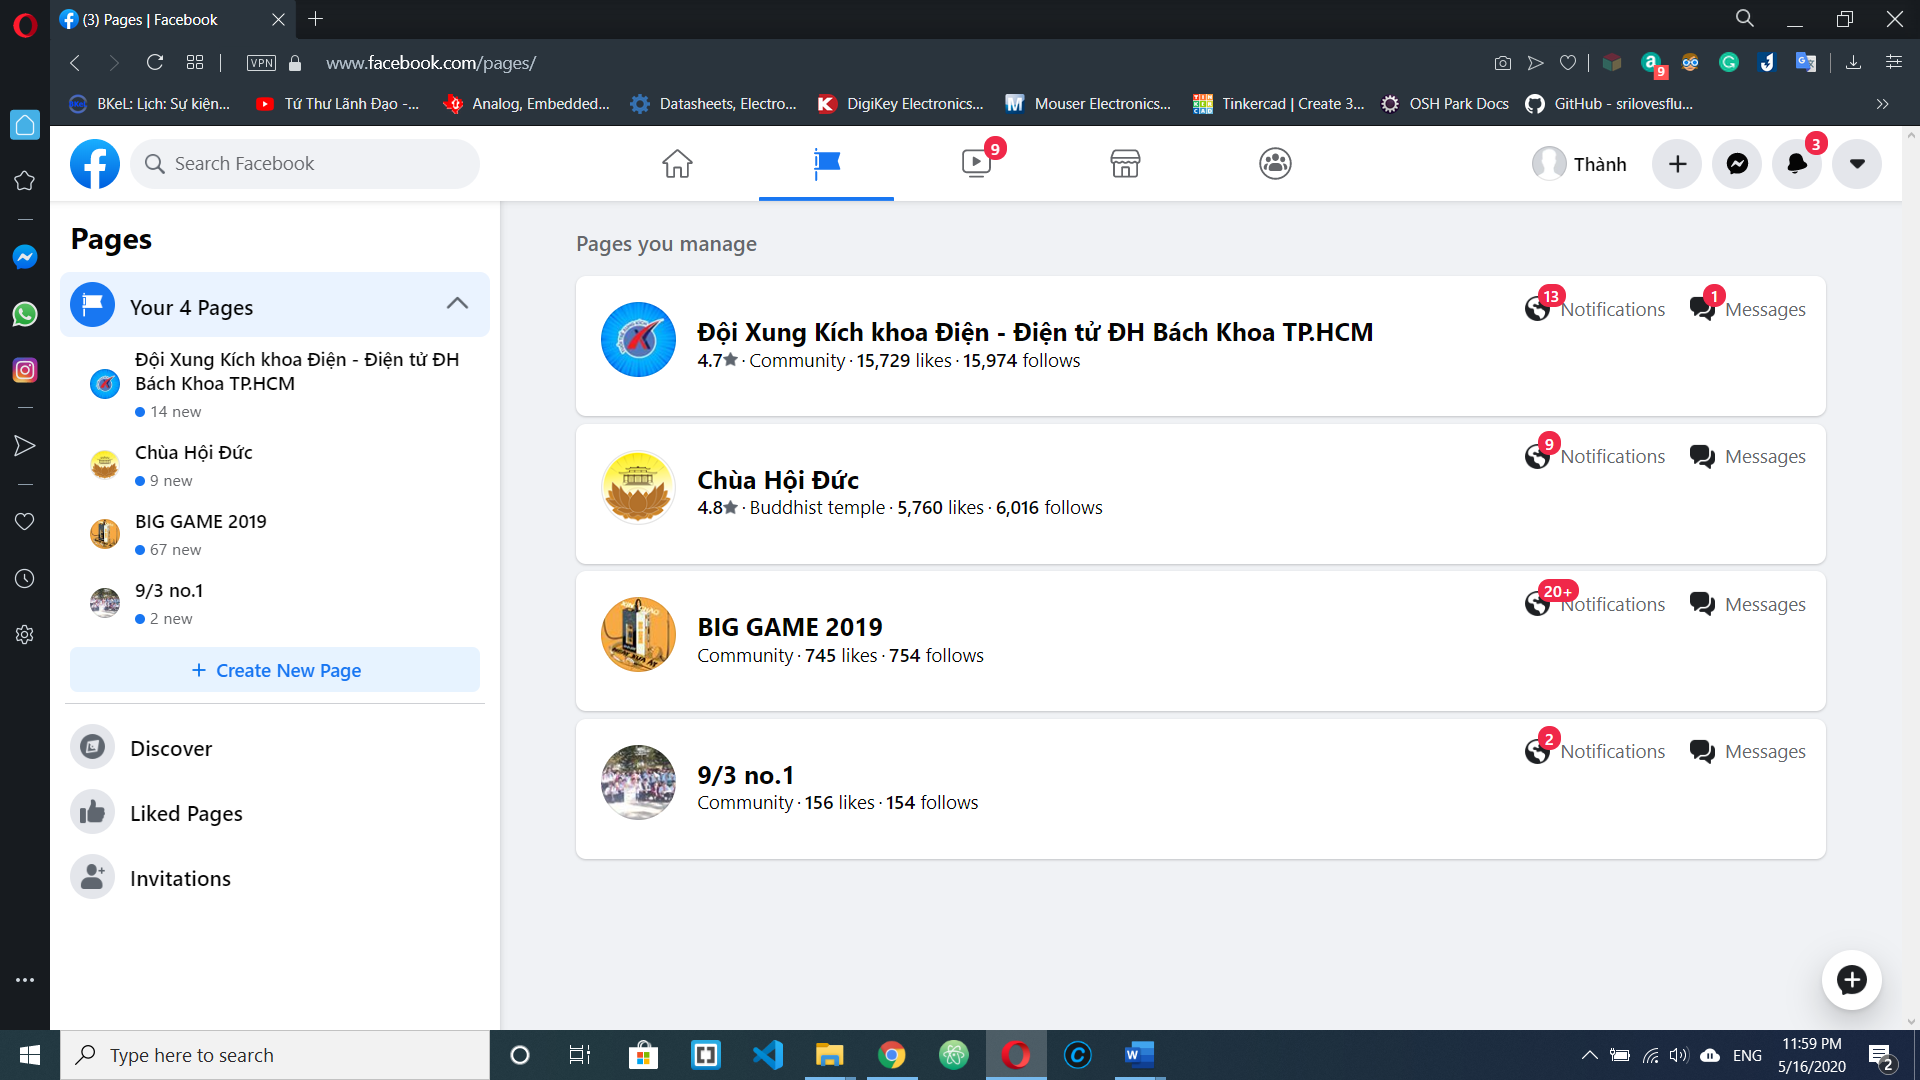 (3) Pages | Facebook
VPN
www.facebook.com/pages/
9
BKeL: Lịch: Sự kiện...
Tứ Thư Lãnh Đạo -...
Analog, Embedded...
Datasheets, Electro...
DigiKey Electronics...
Mouser Electronics...
Tinkercad | Create 3...
OSH Park Docs
GitHub - srilovesflu...
Search Facebook
9
Thành
3
Pages
Your 4 Pages
Đội Xung Kích khoa Điện - Điện tử ĐH
Bách Khoa TP.HCM
14 new
Chùa Hội Đức
9 new
BIG GAME 2019
67 new
9/3 no.1
2 new
+ Create New Page
Discover
Liked Pages
Invitations
Pages you manage
13 Notifications
1 Messages
Đội Xung Kích khoa Điện - Điện tử ĐH Bách Khoa TP.HCM
4.7★ · Community · 15,729 likes · 15,974 follows
9 Notifications
Messages
Chùa Hội Đức
4.8★ · Buddhist temple · 5,760 likes · 6,016 follows
20+ Notifications
Messages
BIG GAME 2019
Community · 745 likes · 754 follows
2 Notifications
Messages
9/3 no.1
Community · 156 likes · 154 follows
Type here to search
ENG
11:59 PM
5/16/2020
2